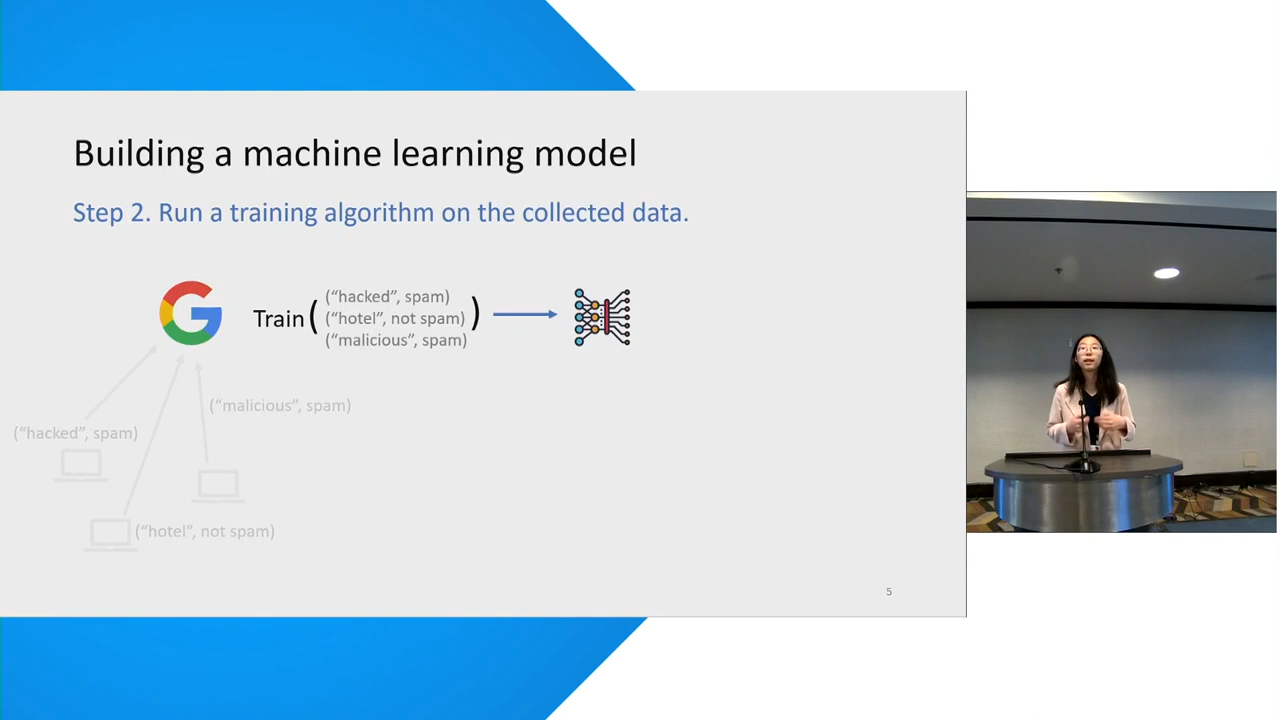 Building a machine learning model
Step 2. Run a training algorithm on the collected data.
Train (
(“hacked”, spam)
(“hotel”, not spam)
(“malicious”, spam)
)
(“malicious”, spam)
(“hacked”, spam)
(“hotel”, not spam)
5